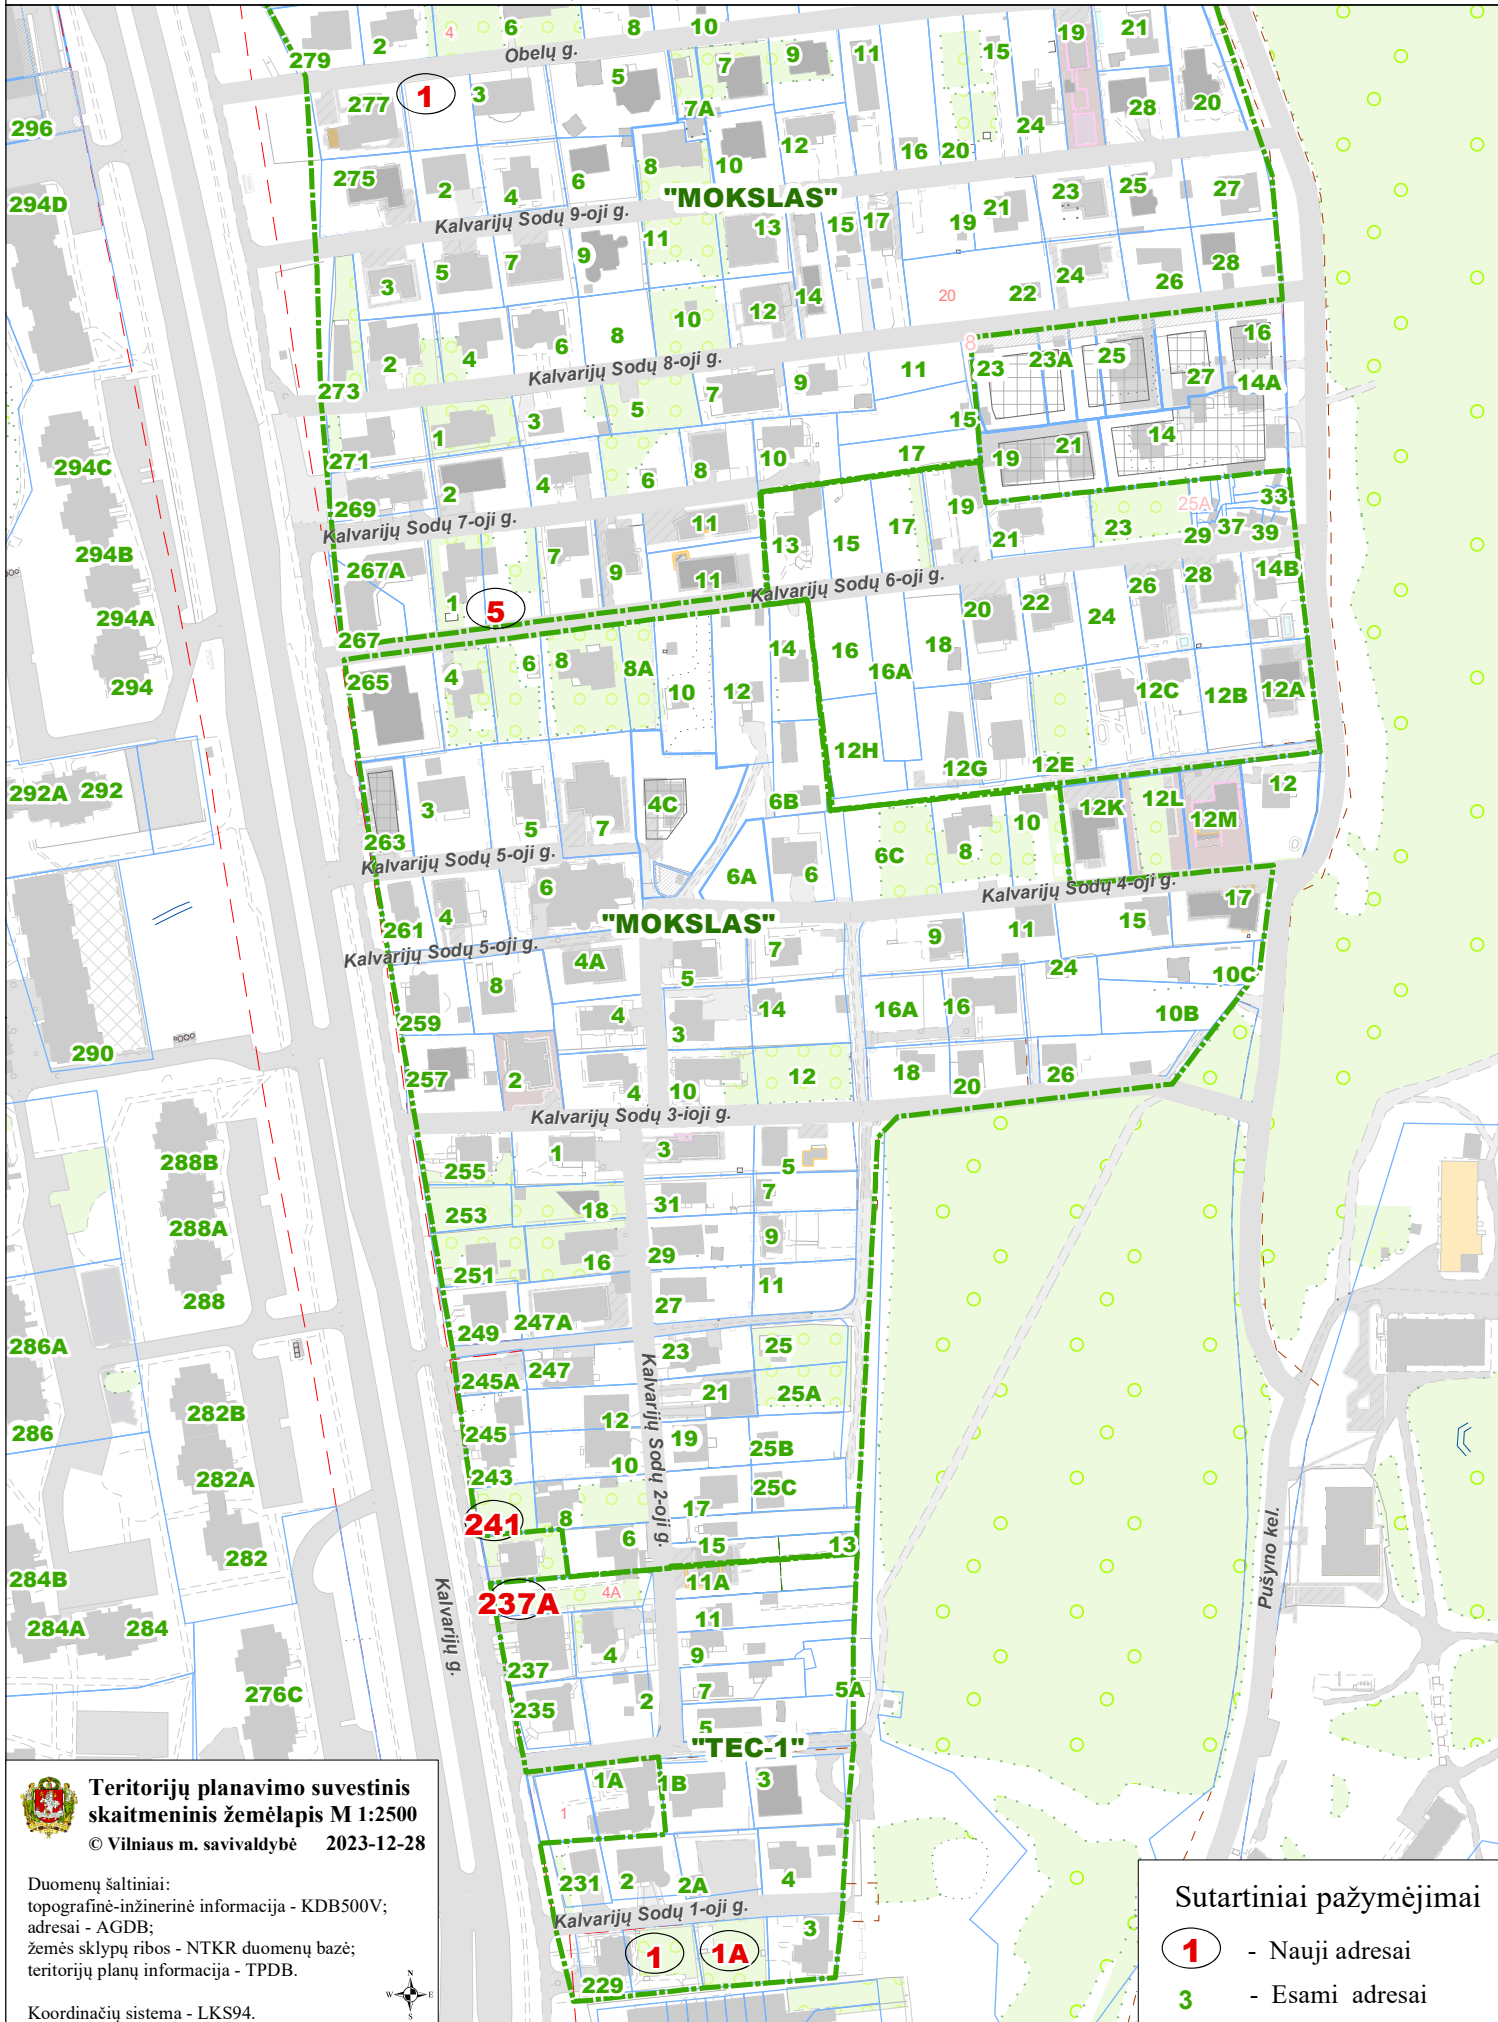 279
2
4
6
8
10
19
21
Obelų g.
277
1
3
5
7
9
11
15
7A
24
28
20
296
275
2
4
6
8
10
12
16
20
"MOKSLAS"
23
25
27
294D
Kalvarijų Sodų 9-oji g.
11
13
15
17
19
21
3
5
7
9
14
12
10
20
22
24
26
28
2
4
6
8
8
23
23A
25
16
273
Kalvarijų Sodų 8-oji g.
7
9
11
27
14A
5
3
1
15
294C
271
8
10
17
19
21
14
2
4
6
269
Kalvarijų Sodų 7-oji g.
11
17
19
25A
33
294B
7
13
15
21
23
29
37
39
267A
9
11
Kalvarijų Sodų 6-oji g.
26
28
14B
294A
1
5
20
22
24
267
6
8
8A
14
16
16A
18
294
265
4
10
12
12C
12B
12A
12H
12G
12E
292A
292
3
5
7
4C
6B
12K
12L
12M
12
263
Kalvarijų Sodų 5-oji g.
6A
6
6C
8
10
Kalvarijų Sodų 4-oji g.
6
261
4
"MOKSLAS"
17
Kalvarijų Sodų 5-oji g.
4A
7
9
11
15
8
5
24
10C
259
4
3
14
16A
16
10B
290
257
2
4
10
12
18
20
26
Kalvarijų Sodų 3-ioji g.
288B
255
1
3
5
7
253
18
31
288A
251
16
29
9
288
249
247A
27
11
286A
245A
247
23
25
21
25A
Kalvarijų Sodų 2-oji g.
282B
245
12
19
25B
286
282A
243
10
25C
17
241
8
6
15
13
282
284B
237A
4A
11A
284A
284
Kalvarijų g.
11
Pušyno kel.
237
4
9
276C
235
2
7
5A
5
"TEC-1"
1A
1B
3
1
231
2
2A
4
Kalvarijų Sodų 1-oji g.
1
1A
3
229
Teritorijų planavimo suvestinis
skaitmeninis žemėlapis M 1:2500
© Vilniaus m. savivaldybė 2023-12-28
Duomenų šaltiniai:
topografinė-inžinerinė informacija - KDB500V;
adresai - AGDB;
žemės sklypų ribos - NTKR duomenų bazė;
teritorijų planų informacija - TPDB.
Koordinačių sistema - LKS94.
N
W E
S
Sutartiniai pažymėjimai
1 - Nauji adresai
3 - Esami adresai